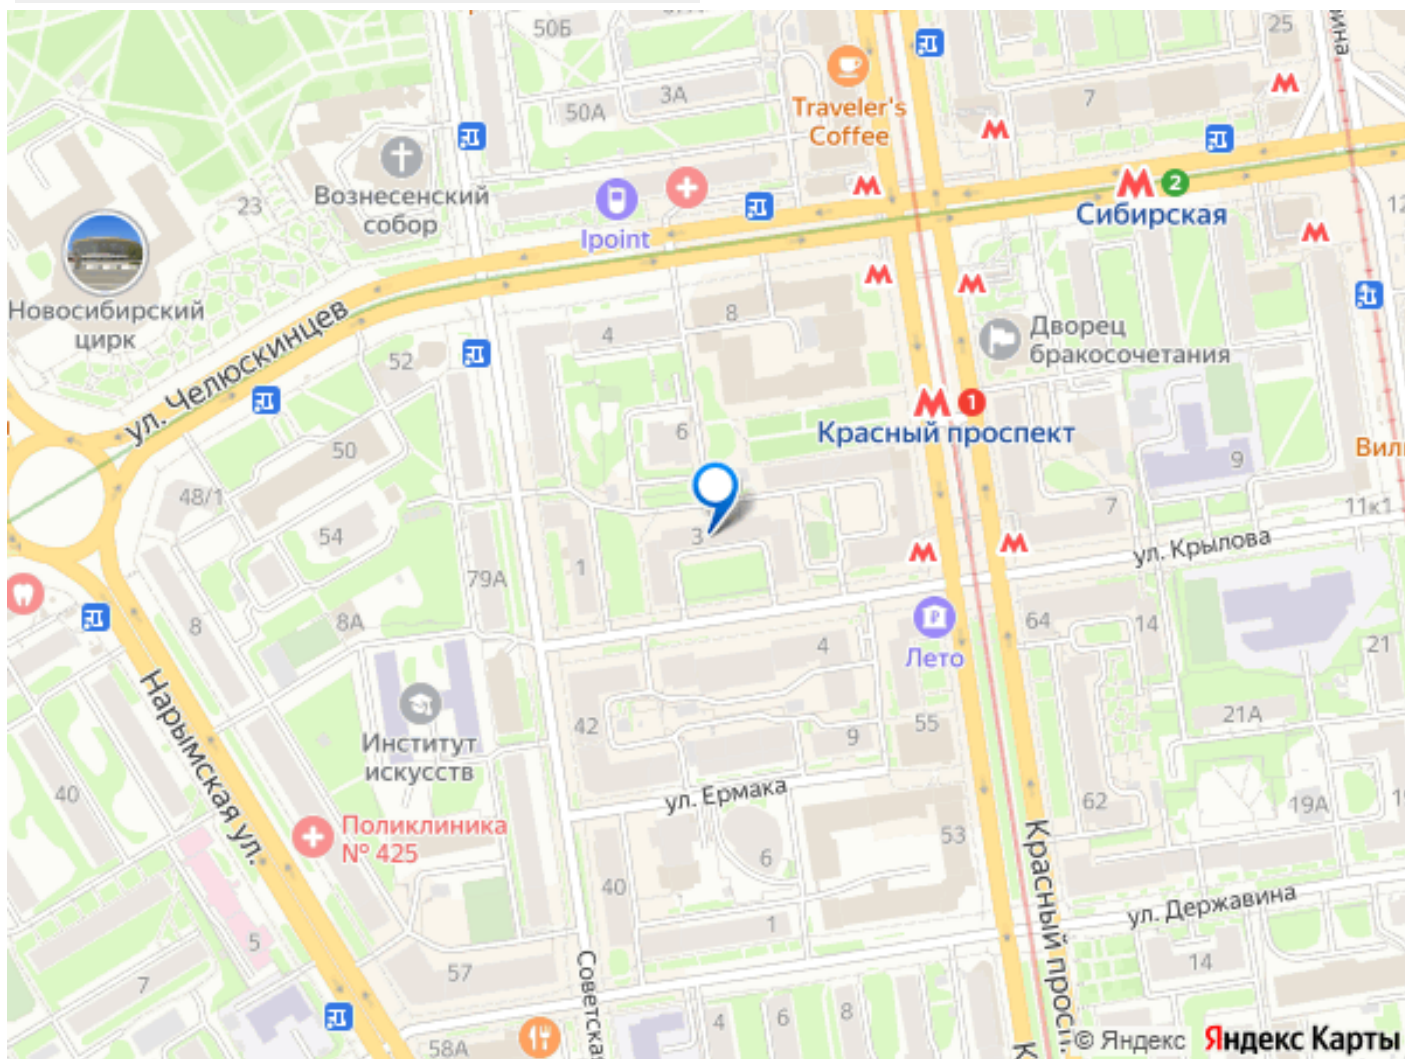 50Б
25
3А
50А
7
Traveler's
Coffee
Вознесенский
собор
23
Ipoint
2
Сибирская
12
Новосибирский
цирк
ул. Челюскинцев
8
4
52
Дворец
бракосочетания
1
Красный проспект
6
50
9
48/1
7
11к1
3
54
ул. Крылова
1
79А
8
8А
64
14
Р
4
Лето
21
Нарымская ул.
42
55
21А
9
Институт
искусств
40
ул. Ермака
62
19А
Поликлиника
№ 425
53
6
40
Красный просп.
ул. Державина
5
1
57
14
7
Советская
4
6
8
58А
© Яндекс
Яндекс Карты